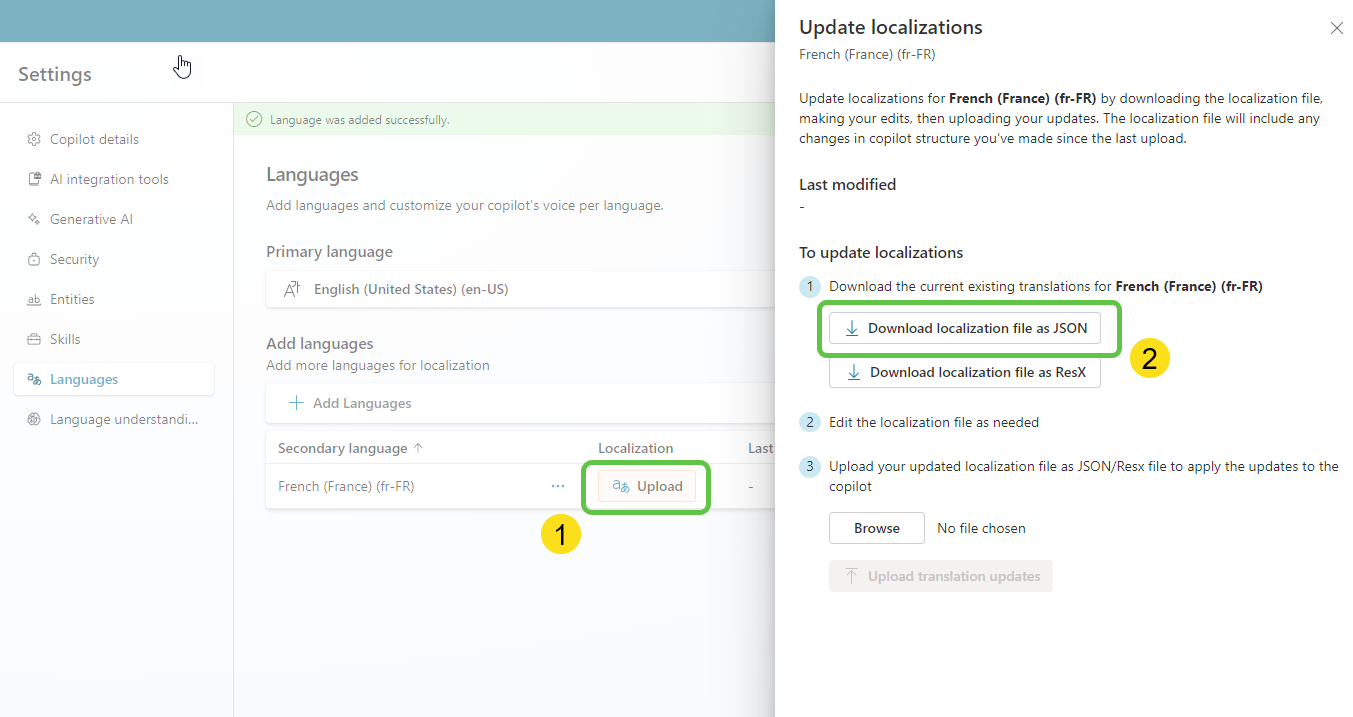 Settings
Copilot details
AI integration tools
Generative AI
Security
Entities
Skills
Languages
Language understandi...
Language was added successfully.
Languages
Add languages and customize your copilot's voice per language.
Primary language
English (United States) (en-US)
Add languages
Add more languages for localization
Add Languages
Secondary language Localization Last
French (France) (fr-FR) ... Upload -
1
Update localizations
French (France) (fr-FR)
Update localizations for French (France) (fr-FR) by downloading the localization file,
making your edits, then uploading your updates. The localization file will include any
changes in copilot structure you've made since the last upload.
Last modified
-
To update localizations
1 Download the current existing translations for French (France) (fr-FR)
Download localization file as JSON
2
Download localization file as ResX
2 Edit the localization file as needed
3 Upload your updated localization file as JSON/Resx file to apply the updates to the
copilot
Browse No file chosen
Upload translation updates